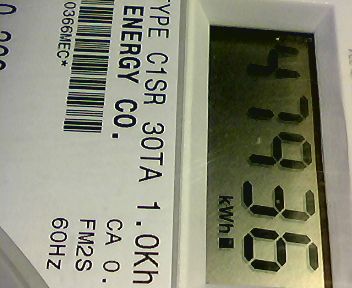 47936
kWh
TYPE C1SR 30TA 1.0Kh
ENERGY CO.
CA 0.
FM2S
60HZ
0366MEC*